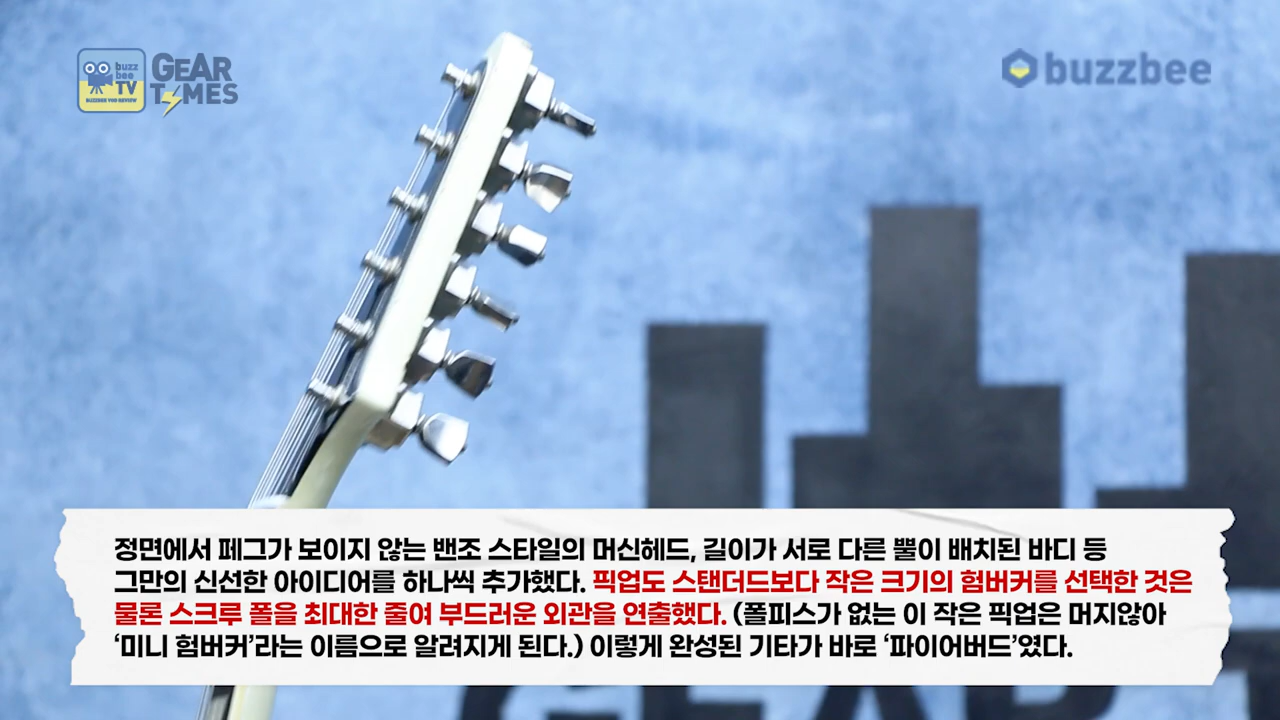 buzz
bee
TV
BUZZBEE YOU REVIEW
GEAR
TIMES
buzzbee
정면에서 페그가 보이지 않는 밴조 스타일의 머신헤드, 길이가 서로 다른 뿔이 배치된 바디 등
그만의 신선한 아이디어를 하나씩 추가했다. 픽업도 스탠더드보다 작은 크기의 험버커를 선택한 것은
물론 스크루 폴을 최대한 줄여 부드러운 외관을 연출했다. (폴피스가 없는 이 작은 픽업은 머지않아
‘미니 험버커’라는 이름으로 알려지게 된다.) 이렇게 완성된 기타가 바로 ‘파이어버드’였다.